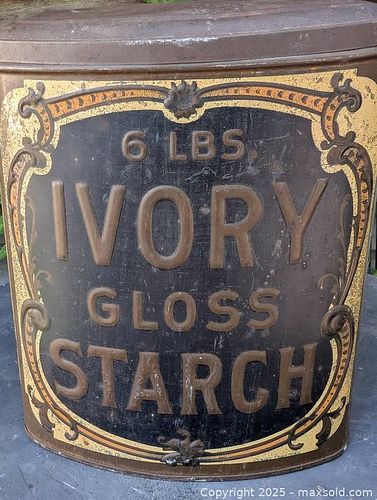 6 LBS.
IVORY
GLOSS
STARCH
Copyright © 2025 - maxsold.com